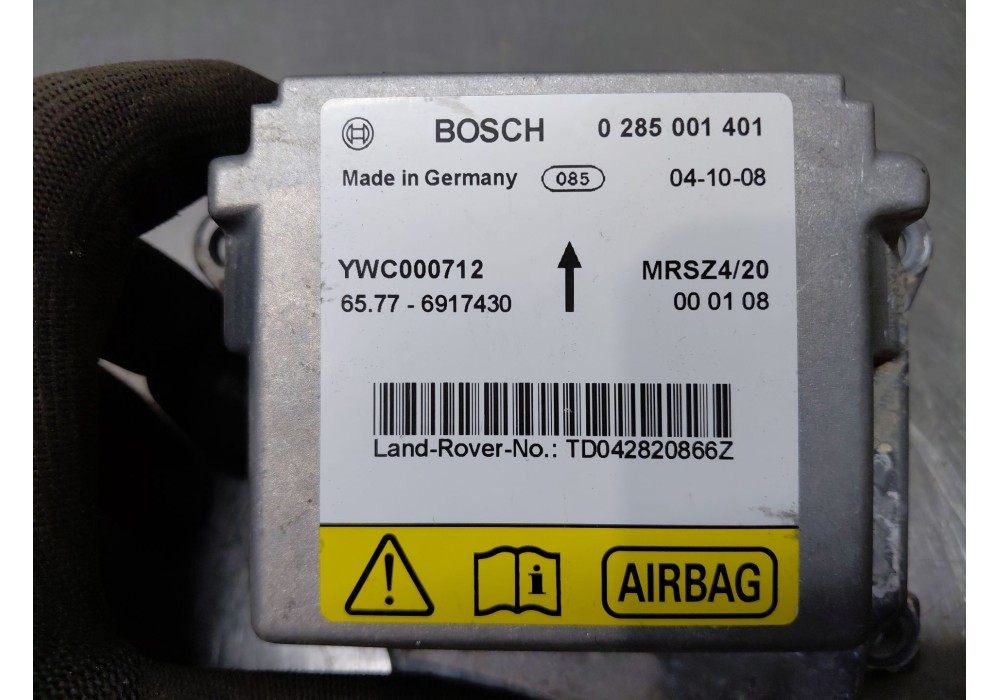 BOSCH 0 285 001 401
Made in Germany 085 04-10-08
YWC000712 MRSZ4/20
65.77 - 6917430 00 01 08
Land-Rover-No.: TD042820866Z
i AIRBAG